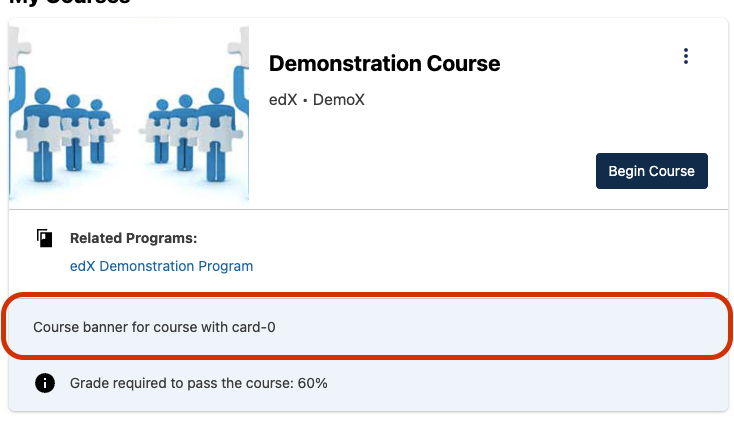 My Courses
Demonstration Course
edX • DemoX
Begin Course
Related Programs:
edX Demonstration Program
Course banner for course with card-0
Grade required to pass the course: 60%